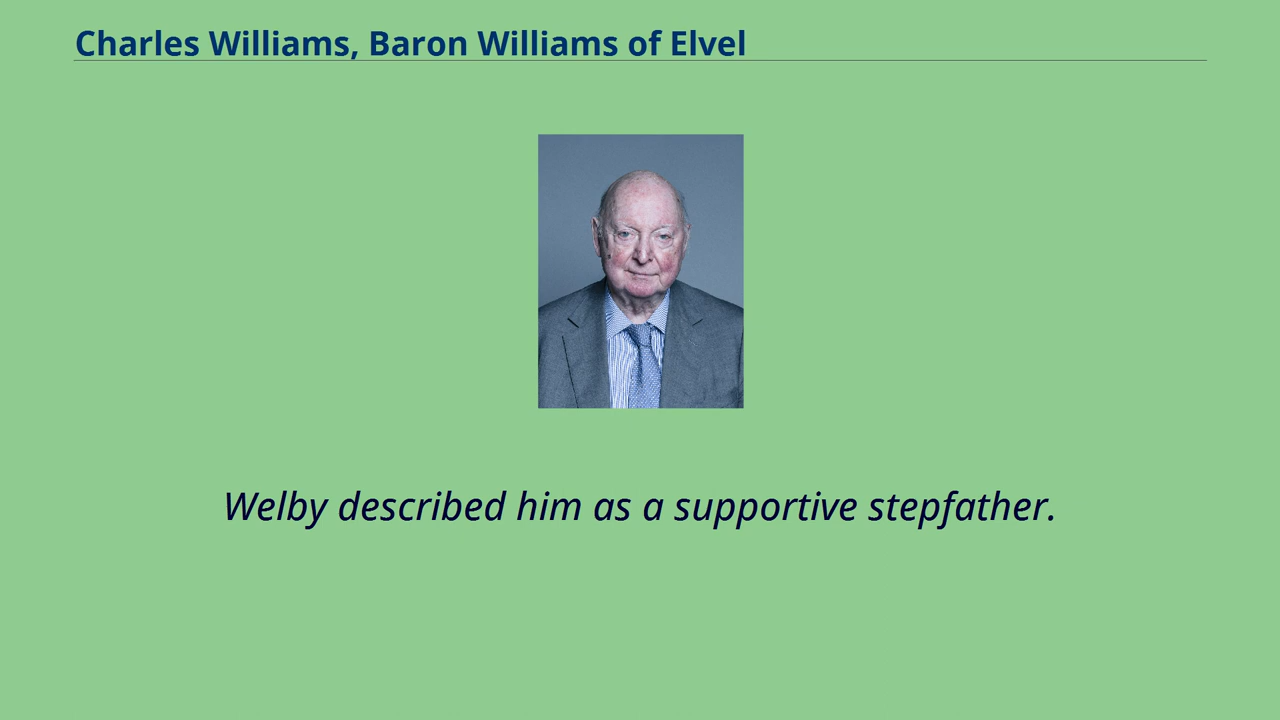 Charles Williams, Baron Williams of Elvel
Welby described him as a supportive stepfather.